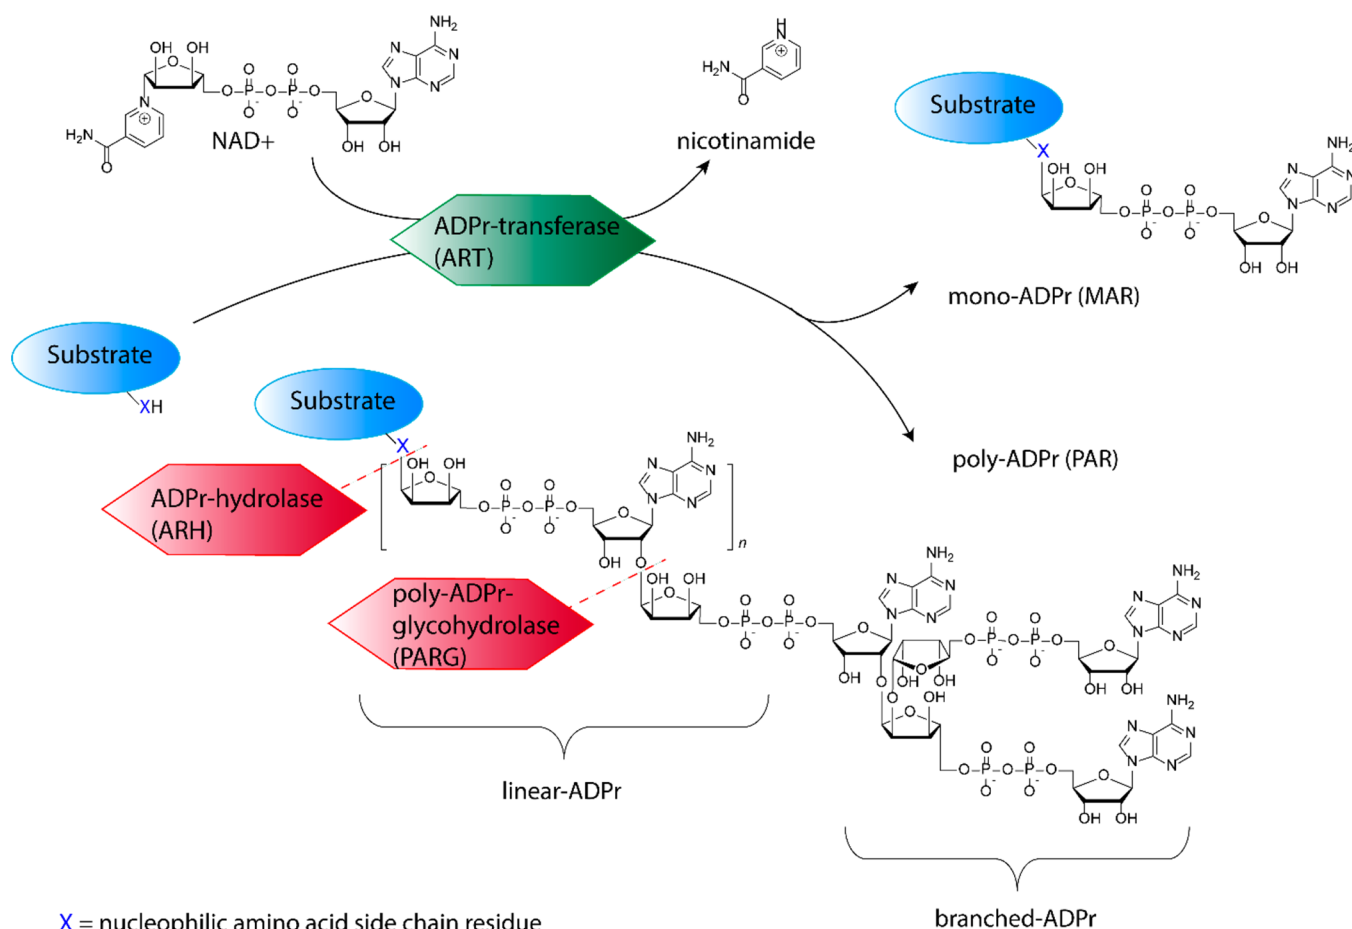 NAD+
nicotinamide
Substrate
X
mono-ADPr (MAR)
ADPr-transferase
(ART)
Substrate
XH
Substrate
X
poly-ADPr (PAR)
ADPr-hydrolase
(ARH)
n
poly-ADPr-
glycohydrolase
(PARG)
linear-ADPr
branched-ADPr
X = nucleophilic amino acid side chain residue